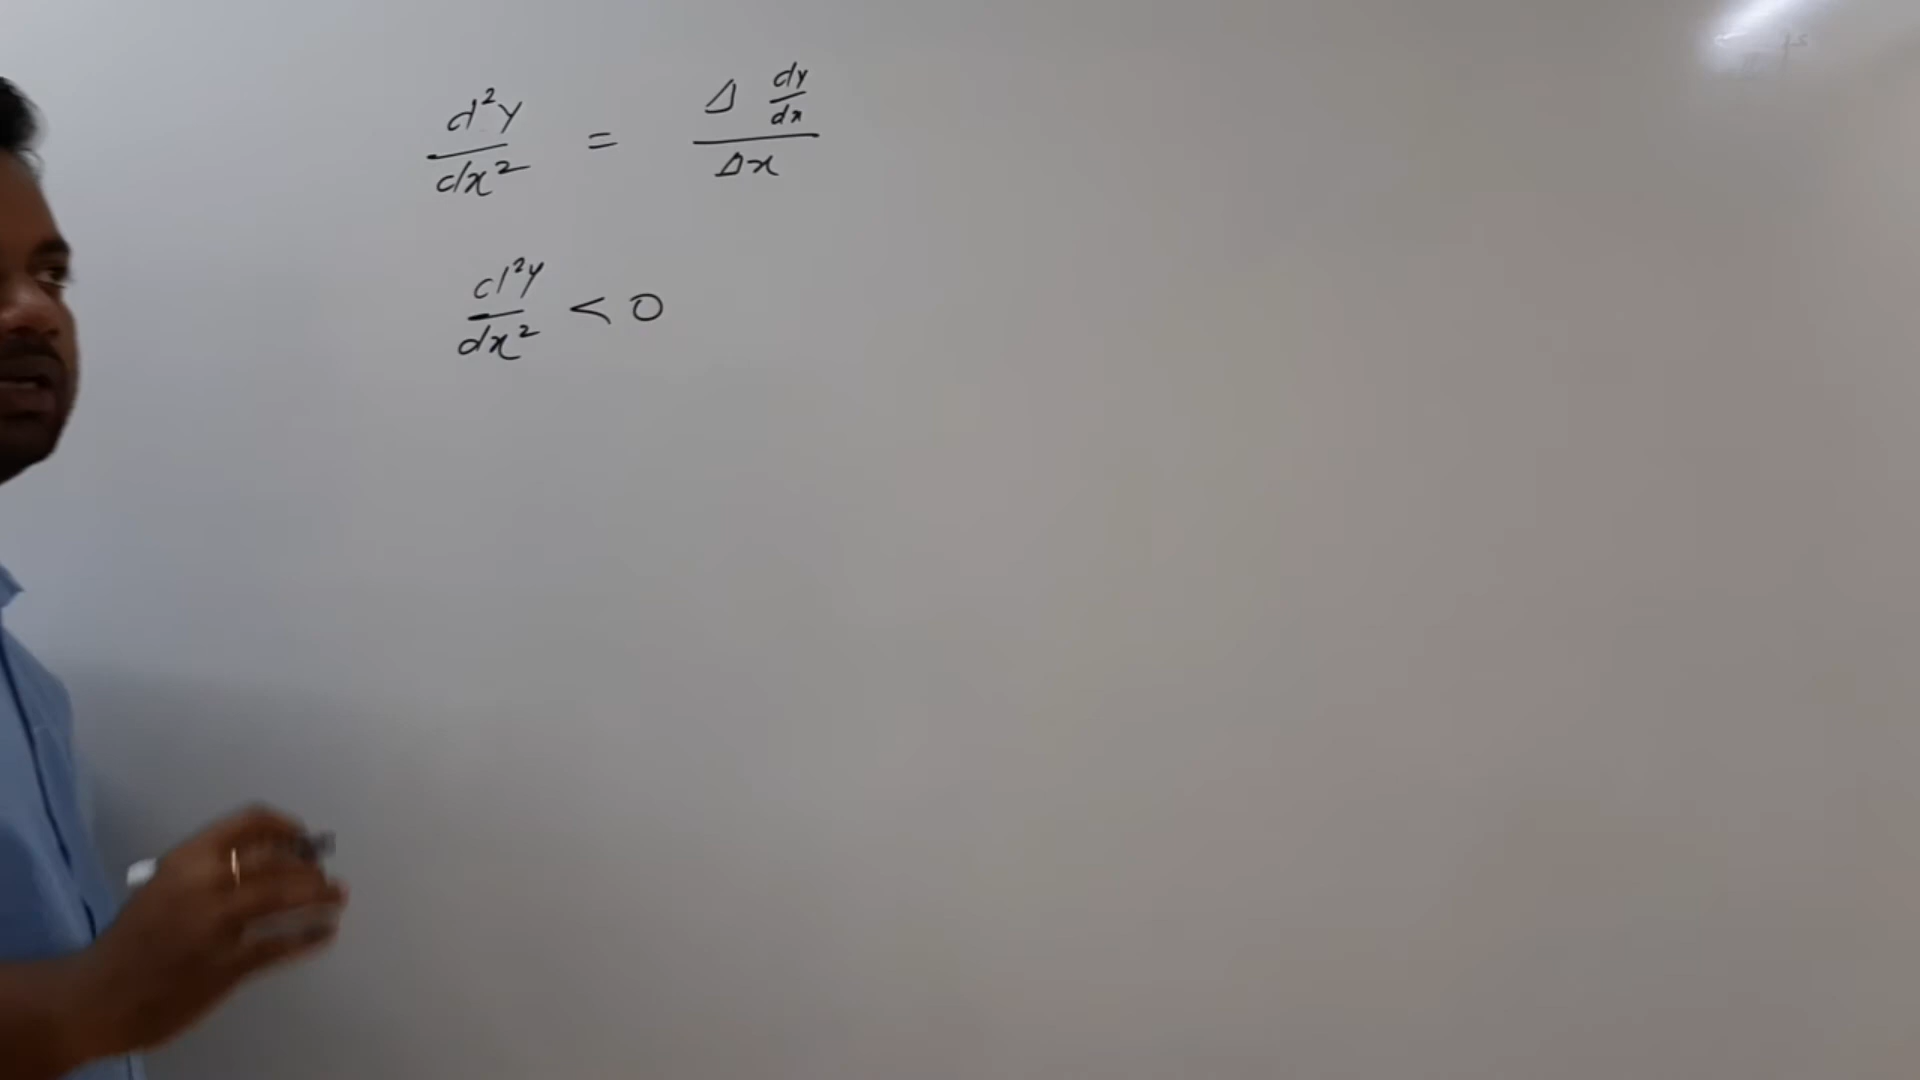 d²y/dx² = Δ dy/dx / Δx
d²y/dx² < 0